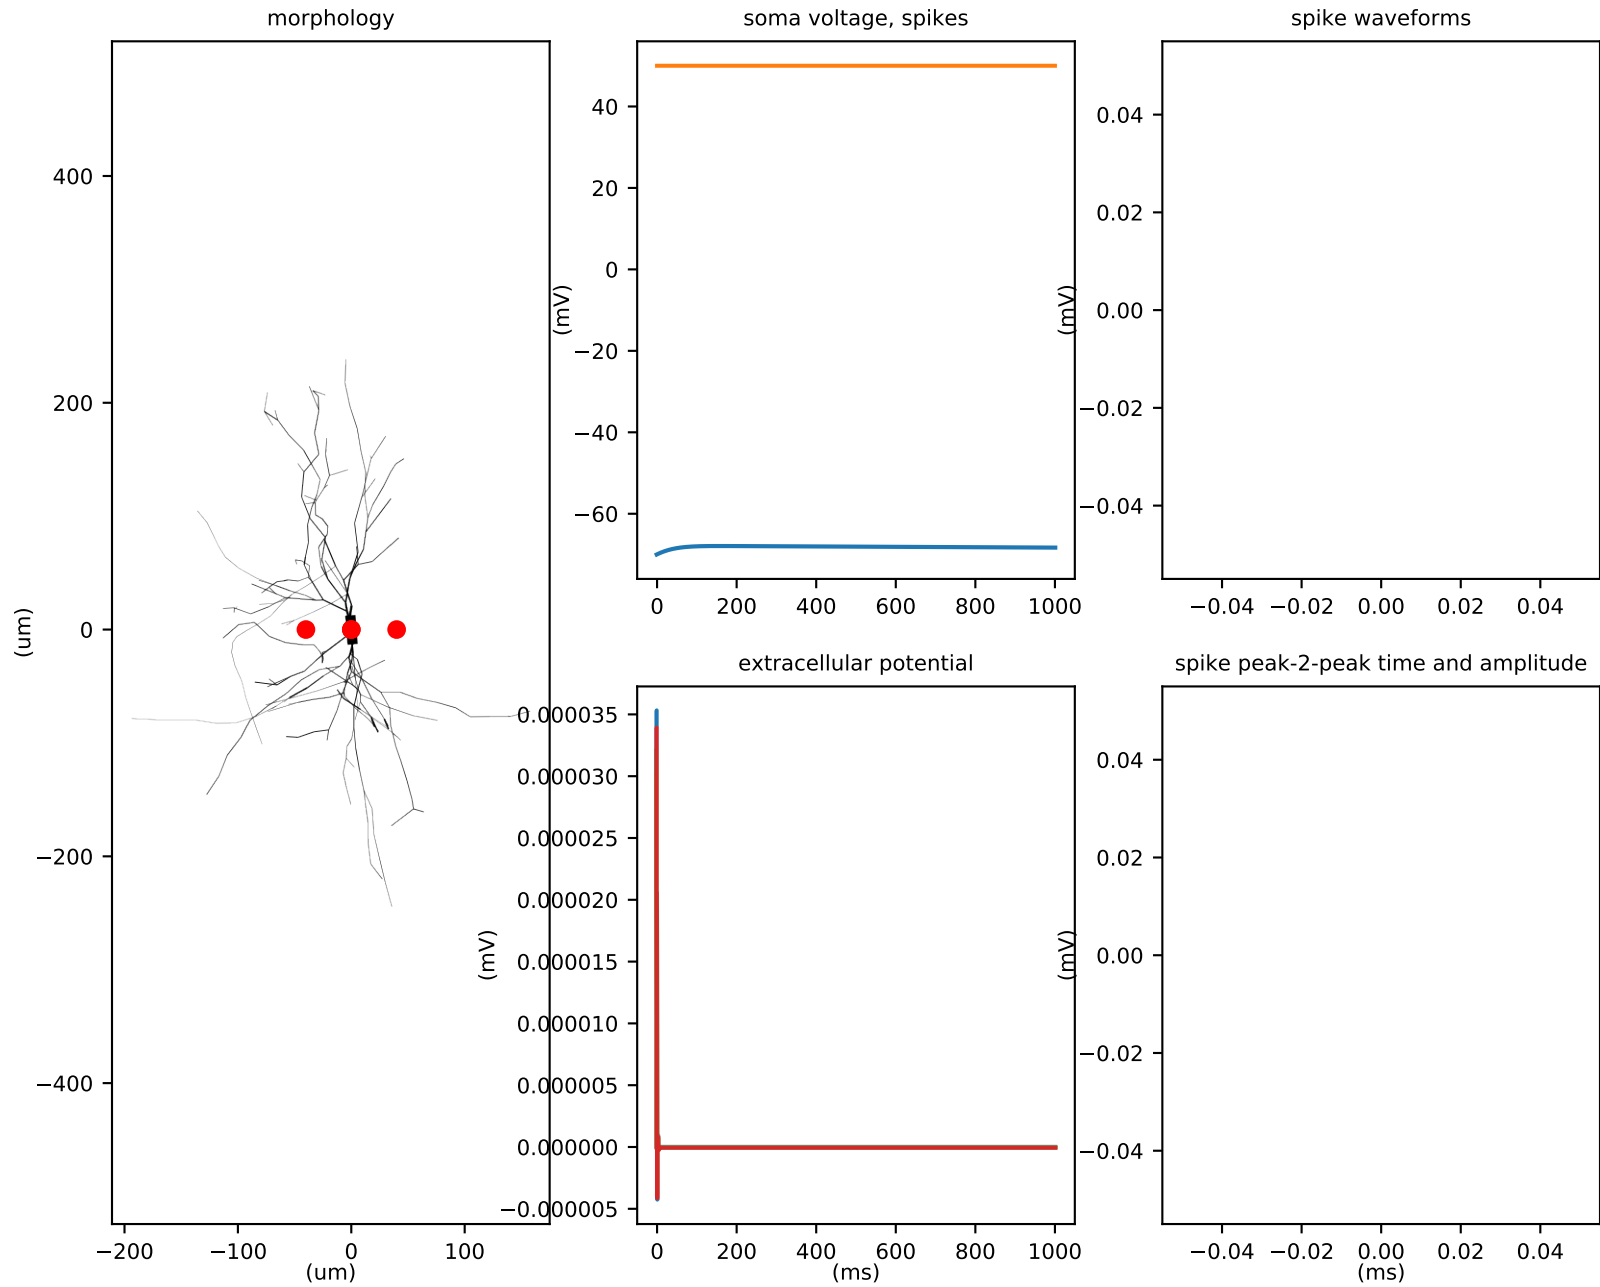 morphology
400
200
0
−200
−400
(um)
−200 −100 0 100
(um)
soma voltage, spikes
40
20
0
−20
−40
−60
(mV)
0 200 400 600 800 1000
spike waveforms
0.04
0.02
0.00
−0.02
−0.04
(mV)
−0.04 −0.02 0.00 0.02 0.04
extracellular potential
0.000035
0.000030
0.000025
0.000020
0.000015
0.000010
0.000005
0.000000
−0.000005
(mV)
0 200 400 600 800 1000
(ms)
spike peak-2-peak time and amplitude
0.04
0.02
0.00
−0.02
−0.04
(mV)
−0.04 −0.02 0.00 0.02 0.04
(ms)